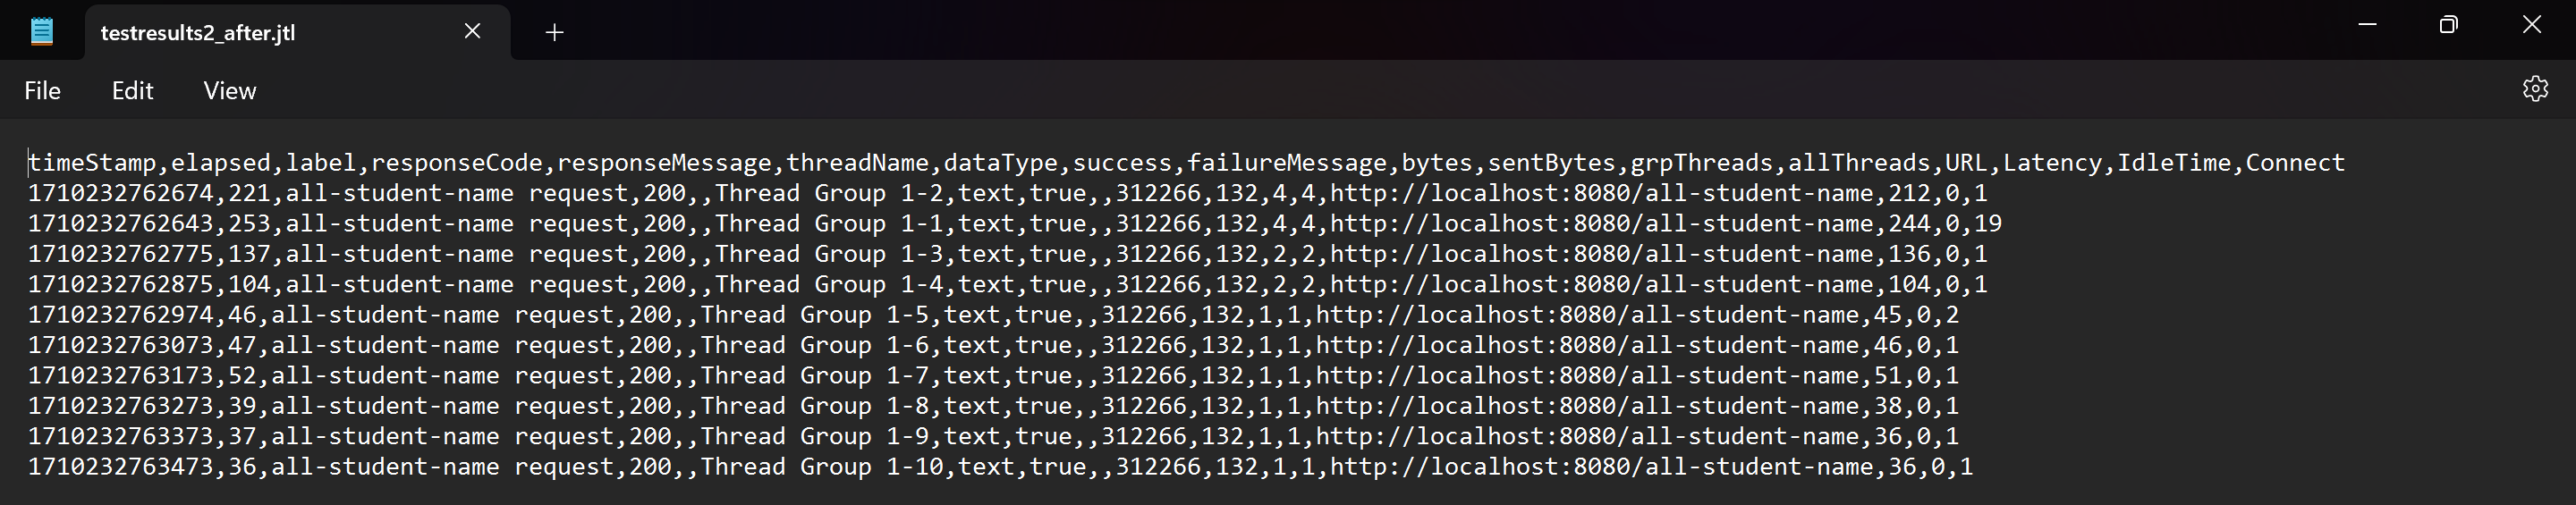 testresults2_after.jtl
File Edit View
timeStamp,elapsed,label,responseCode,responseMessage,threadName,dataType,success,failureMessage,bytes,sentBytes,grpThreads,allThreads,URL,Latency,IdleTime,Connect
1710232762674,221,all-student-name request,200,,Thread Group 1-2,text,true,,312266,132,4,4,http://localhost:8080/all-student-name,212,0,1
1710232762643,253,all-student-name request,200,,Thread Group 1-1,text,true,,312266,132,4,4,http://localhost:8080/all-student-name,244,0,19
1710232762775,137,all-student-name request,200,,Thread Group 1-3,text,true,,312266,132,2,2,http://localhost:8080/all-student-name,136,0,1
1710232762875,104,all-student-name request,200,,Thread Group 1-4,text,true,,312266,132,2,2,http://localhost:8080/all-student-name,104,0,1
1710232762974,46,all-student-name request,200,,Thread Group 1-5,text,true,,312266,132,1,1,http://localhost:8080/all-student-name,45,0,2
1710232763073,47,all-student-name request,200,,Thread Group 1-6,text,true,,312266,132,1,1,http://localhost:8080/all-student-name,46,0,1
1710232763173,52,all-student-name request,200,,Thread Group 1-7,text,true,,312266,132,1,1,http://localhost:8080/all-student-name,51,0,1
1710232763273,39,all-student-name request,200,,Thread Group 1-8,text,true,,312266,132,1,1,http://localhost:8080/all-student-name,38,0,1
1710232763373,37,all-student-name request,200,,Thread Group 1-9,text,true,,312266,132,1,1,http://localhost:8080/all-student-name,36,0,1
1710232763473,36,all-student-name request,200,,Thread Group 1-10,text,true,,312266,132,1,1,http://localhost:8080/all-student-name,36,0,1